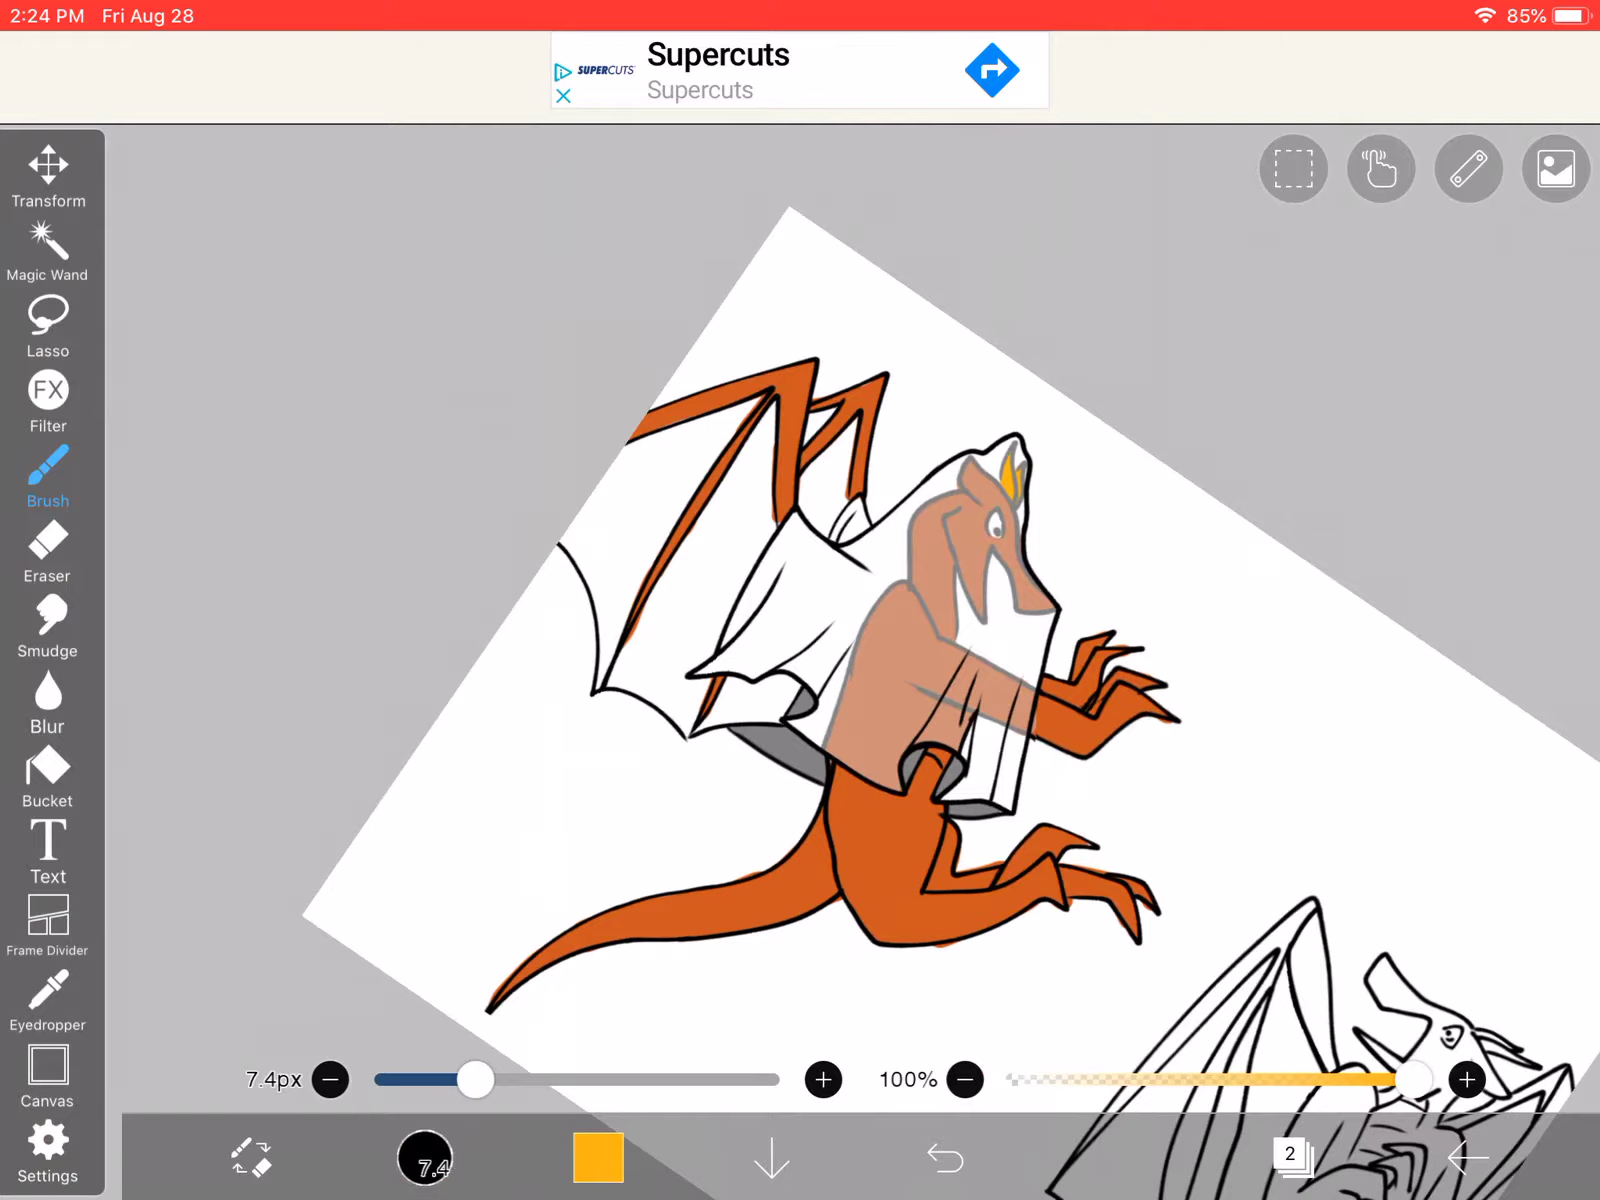 2:24 PM Fri Aug 28
85%
SUPERCUTS
Supercuts
Supercuts
Transform
Magic Wand
Lasso
FX
Filter
Brush
Eraser
Smudge
Blur
Bucket
T
Text
Frame Divider
Eyedropper
Canvas
Settings
7.4px
100%
7.4
2